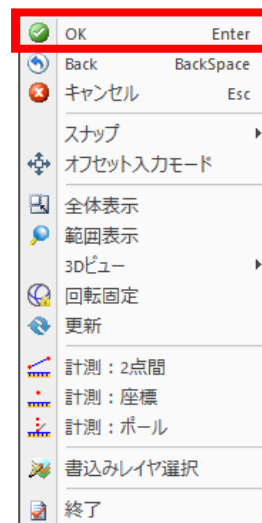 OK Enter
Back BackSpace
キャンセル Esc
スナップ
オフセット入力モード
全体表示
範囲表示
3Dビュー
回転固定
更新
計測：2点間
計測：座標
計測：ポール
書込みレイヤ選択
終了